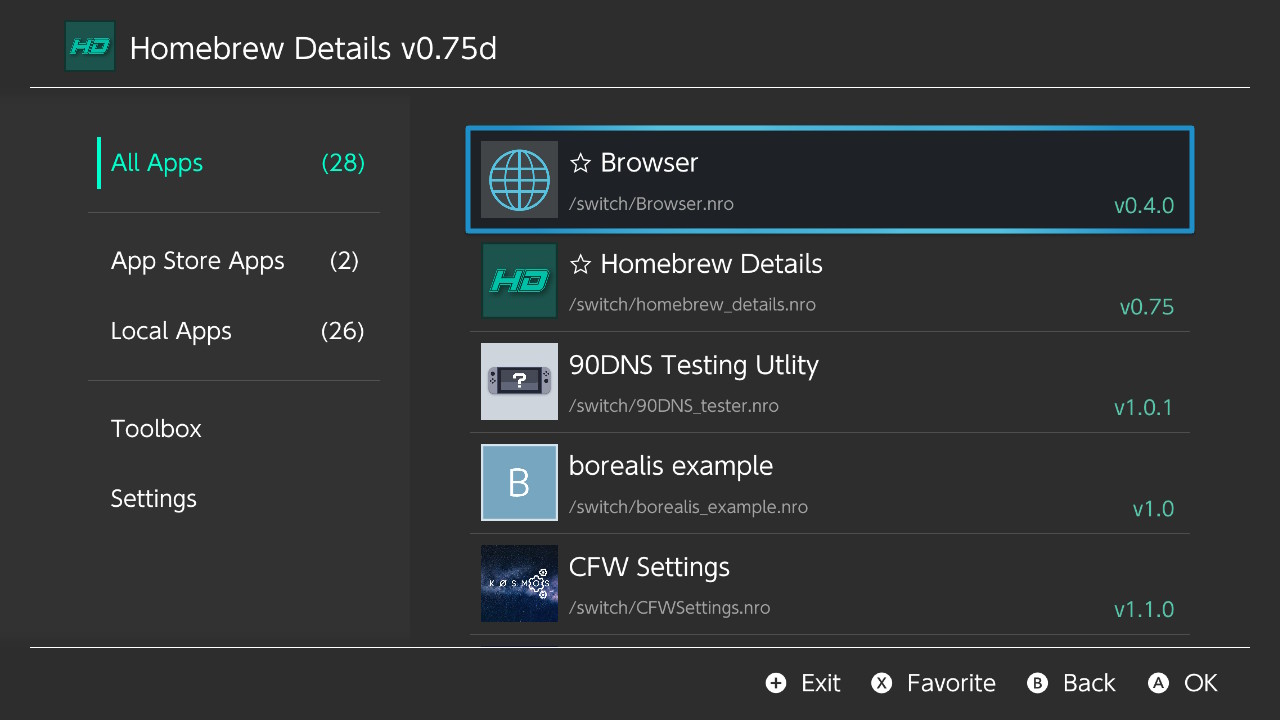 HD Homebrew Details v0.75d
All Apps (28)
App Store Apps (2)
Local Apps (26)
Toolbox
Settings
☆ Browser
/switch/Browser.nro
v0.4.0
HD
☆ Homebrew Details
/switch/homebrew_details.nro
v0.75
?
90DNS Testing Utlity
/switch/90DNS_tester.nro
v1.0.1
B
borealis example
/switch/borealis_example.nro
v1.0
KOSMOS
CFW Settings
/switch/CFWSettings.nro
v1.1.0
+ Exit X Favorite B Back A OK